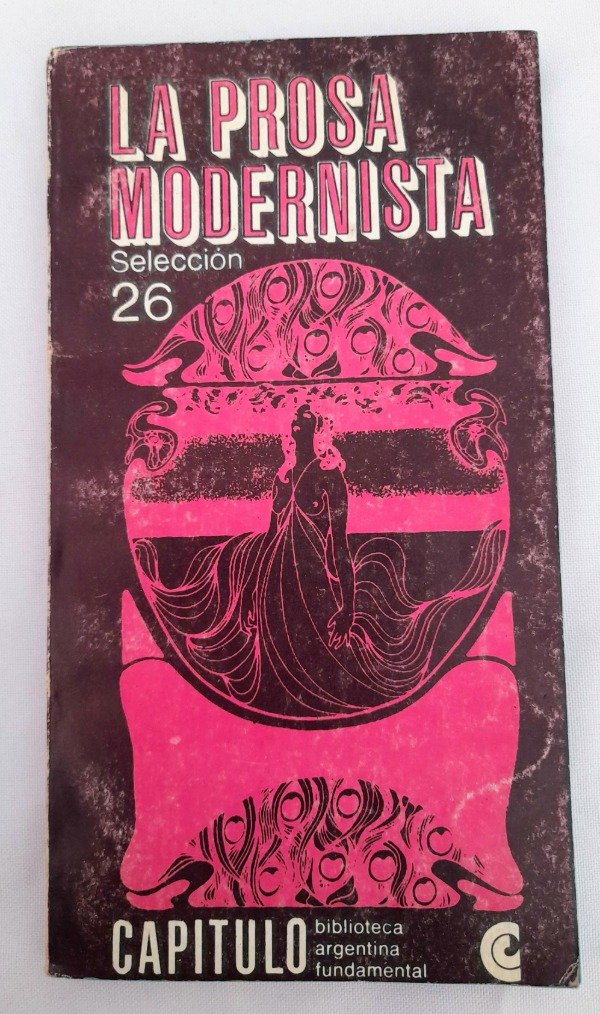 LA PROSA
MODERNISTA
Selección
26
CAPITULO
biblioteca
argentina
fundamental